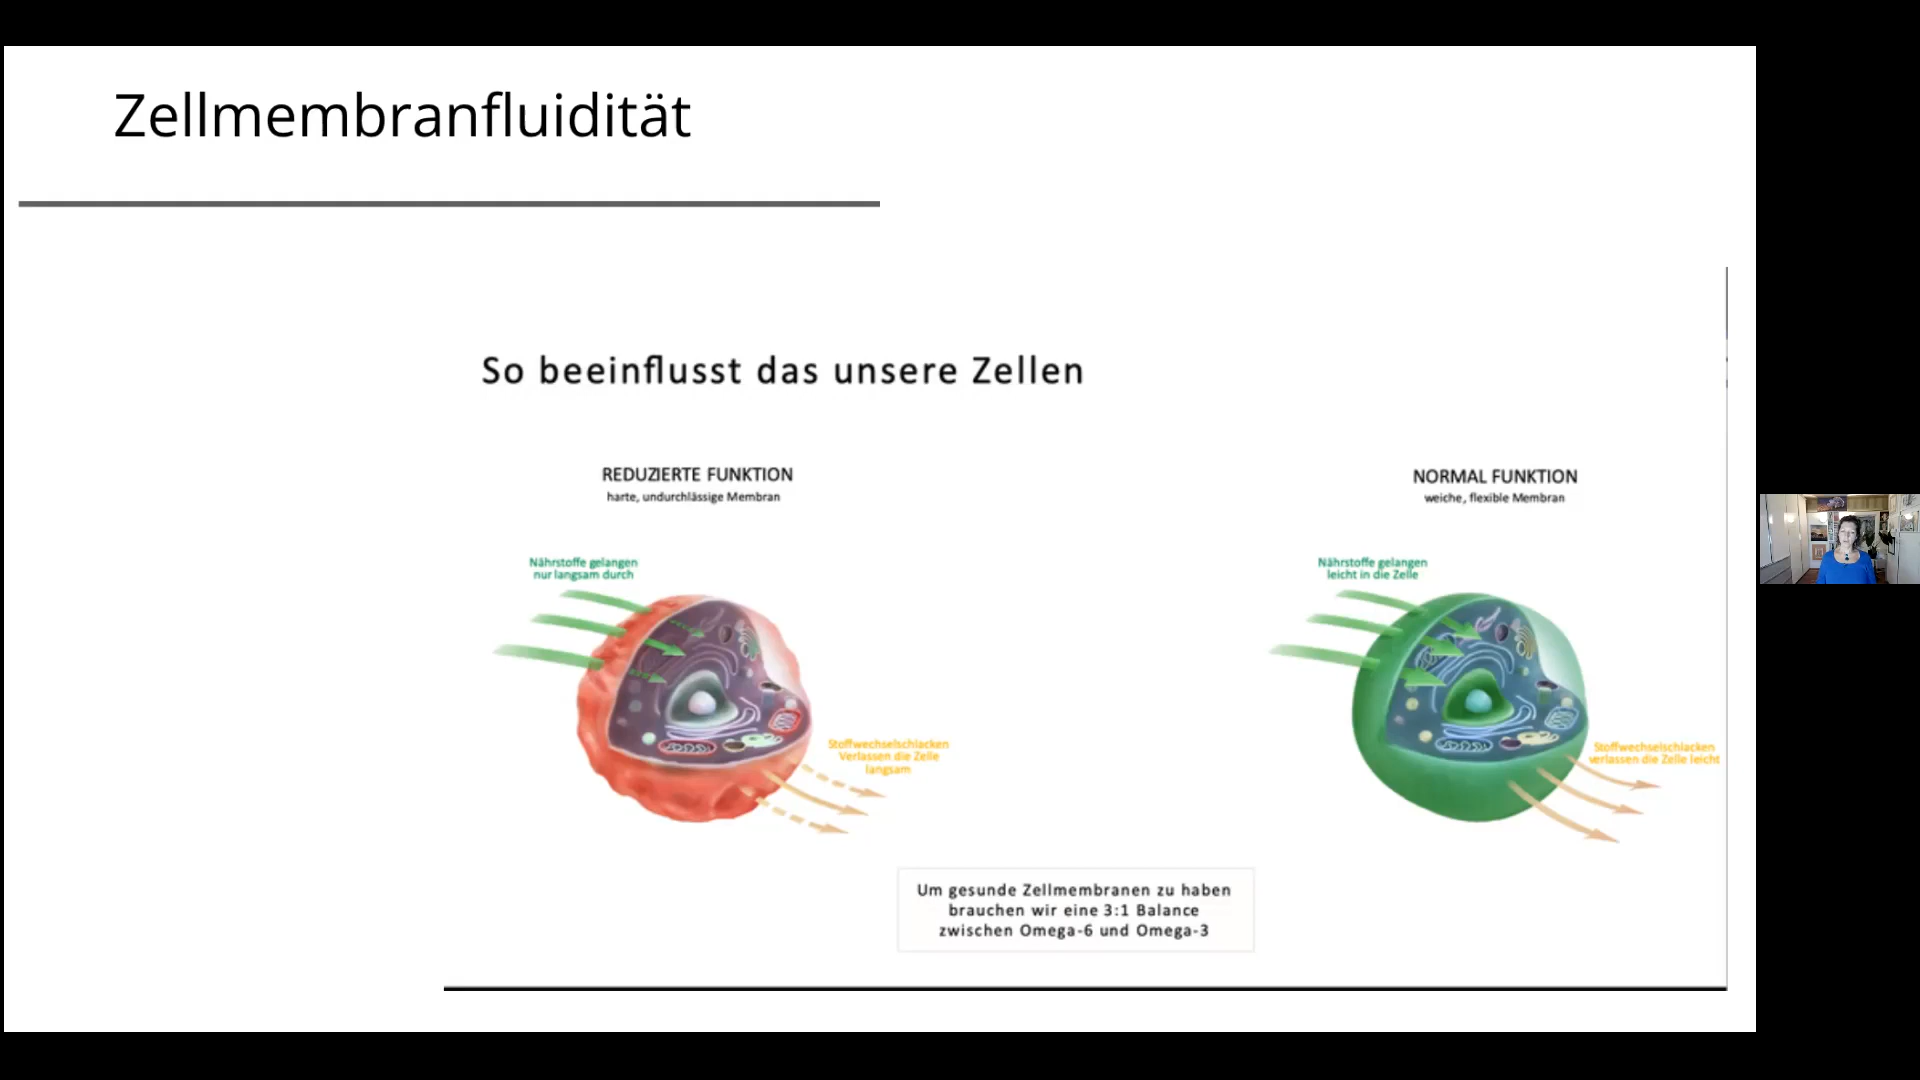 Zellmembranfluidität
So beeinflusst das unsere Zellen
REDUZIERTE FUNKTION
harte, undurchlässige Membran
Nährstoffe gelangen
nur langsam durch
Stoffwechselschlacken
Verlassen die Zelle
langsam
NORMAL FUNKTION
weiche, flexible Membran
Nährstoffe gelangen
leicht in die Zelle
Stoffwechselschlacken
verlassen die Zelle leicht
Um gesunde Zellmembranen zu haben
brauchen wir eine 3:1 Balance
zwischen Omega-6 und Omega-3